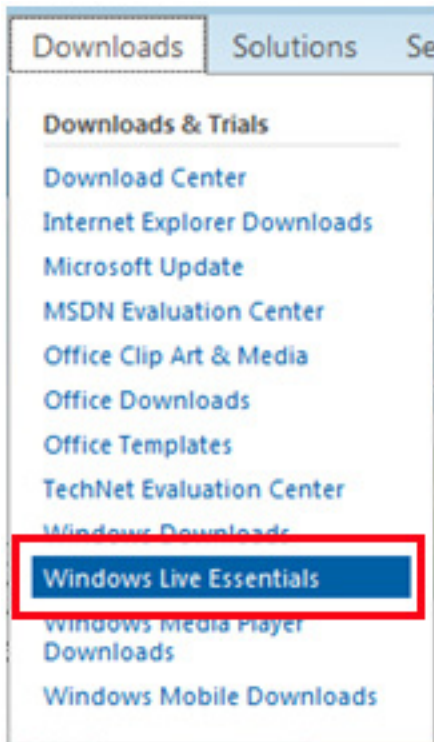 Downloads Solutions Se
Downloads & Trials
Download Center
Internet Explorer Downloads
Microsoft Update
MSDN Evaluation Center
Office Clip Art & Media
Office Downloads
Office Templates
TechNet Evaluation Center
Windows Downloads
Windows Live Essentials
Windows Media Player
Downloads
Windows Mobile Downloads